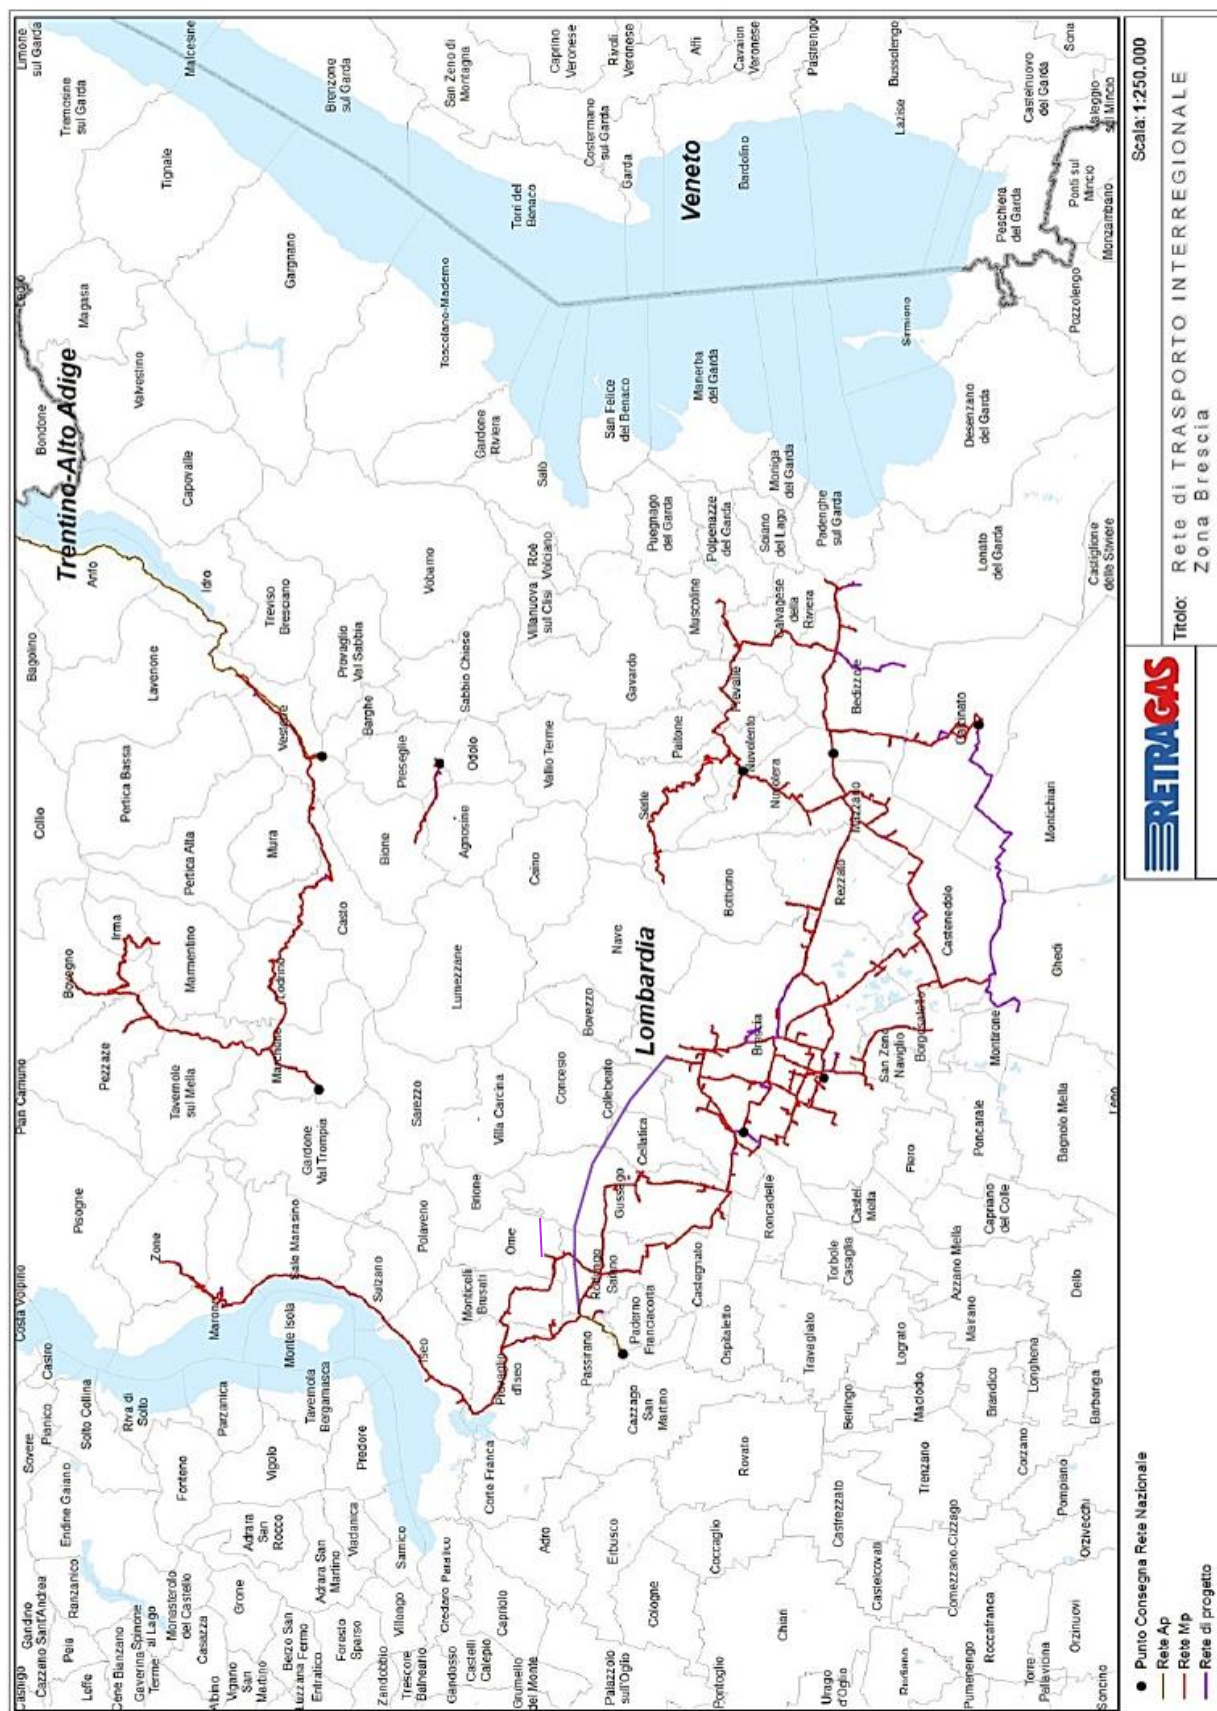 Limone
sul Garda
Malcesine
Tremosine
sul Garda
Tignale
Brenzone
sul Garda
San Zeno di
Montagna
Caprino
Veronese
Rivoli
Veronese
Affi
Cavaion
Veronese
Pastrengo
Bussolengo
Sona
Costermano
sul Garda
Garda
Torri del
Benaco
Veneto
Bardolino
Lazise
Castelnuovo
del Garda
Valeggio
sul Mincio
Peschiera
del Garda
Ponti sul
Mincio
Monzambano
Ledro
Magasa
Gargnano
Toscolano-Maderno
Sirmione
Pozzolengo
Bondone
Trentino-Alto Adige
Valvestino
Capovalle
Gardone
Riviera
Salò
San Felice
del Benaco
Manerba
del Garda
Moniga
del Garda
Desenzano
del Garda
Puegnago
del Garda
Polpenazze
del Garda
Soiano
del Lago
Padenghe
sul Garda
Lonato
del Garda
Castiglione
delle Stiviere
Anfo
Idro
Treviso
Bresciano
Vobarno
Roè
Volciano
Villanuova
sul Clisi
Muscoline
Calvagese
della
Riviera
Bagolino
Lavenone
Provaglio
Val Sabbia
Sabbio Chiese
Gavardo
Prevalle
Bedizzole
Vestone
Barghe
Preseglie
Odolo
Vallio Terme
Paitone
Nuvolento
Nuvolera
Calcinato
Collio
Pertica Bassa
Pertica Alta
Mura
Bione
Agnosine
Caino
Serle
Mazzano
Montichiari
Botticino
Rezzato
Castenedolo
Bovegno
Irma
Marmentino
Casto
Lodrino
Lumezzane
Nave
Lombardia
Ghedi
Pezzaze
Tavernole
sul Mella
Marcheno
Bovezzo
Brescia
San Zeno
Naviglio
Borgosatollo
Montirone
Pian Camuno
Sarezzo
Villa Carcina
Concesio
Collebeato
Leno
Pisogne
Gardone
Val Trompia
Cellatica
Flero
Poncarale
Bagnolo Mella
Zone
Sale Marasino
Polaveno
Brione
Ome
Gussago
Roncadelle
Castel
Mella
Capriano
del Colle
Costa Volpino
Marone
Monte Isola
Sulzano
Monticelli
Brusati
Rodengo
Saiano
Castegnato
Torbole
Casaglia
Azzano Mella
Dello
Castro
Iseo
Provaglio
d'Iseo
Passirano
Paderno
Franciacorta
Ospitaletto
Travagliato
Lograto
Mairano
Longhena
Sovere
Pianico
Solto Collina
Riva di
Solto
Parzanica
Tavernola
Bergamasca
Cazzago
San
Martino
Berlingo
Maclodio
Brandico
Barbariga
Endine Gaiano
Fonteno
Vigolo
Predore
Corte Franca
Rovato
Trenzano
Corzano
Pompiano
Adrara
San
Rocco
Adrara San
Martino
Viadanica
Sarnico
Adro
Erbusco
Coccaglio
Castrezzato
Castelcovati
Comezzano-Cizzago
Orzivecchi
Gandino
Cazzano Sant'Andrea
Ranzanico
Monasterolo
del Castello
Grone
Foresto
Sparso
Villongo
Credaro
Paratico
Capriolo
Cologne
Chiari
Roccafranca
Orzinuovi
Casnigo
Peia
Leffe
Cene
Bianzano
Gaverina
Terme
Spinone
al Lago
Casazza
Albino
Vigano
San
Martino
Berzo San
Fermo
Luzzana
Entratico
Zandobbio
Trescore
Balneario
Gandosso
Castelli
Calepio
Grumello
del Monte
Palazzolo
sull'Oglio
Pontoglio
Urago
d'Oglio
Rudiano
Pumenengo
Torre
Pallavicina
Soncino
Punto Consegna Rete Nazionale
Rete Ap
Rete Mp
Rete di progetto
RETRAGAS
Scala: 1:250.000
Titolo: Rete di TRASPORTO INTERREGIONALE
Zona Brescia